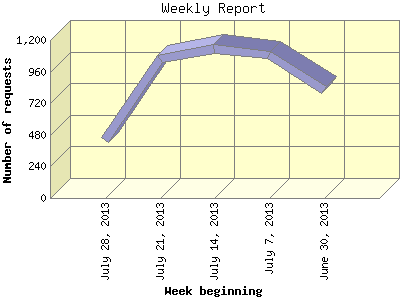 Weekly Report
Number of requests
1,200
960
720
480
240
0
July 28, 2013
July 21, 2013
July 14, 2013
July 7, 2013
June 30, 2013
Week beginning